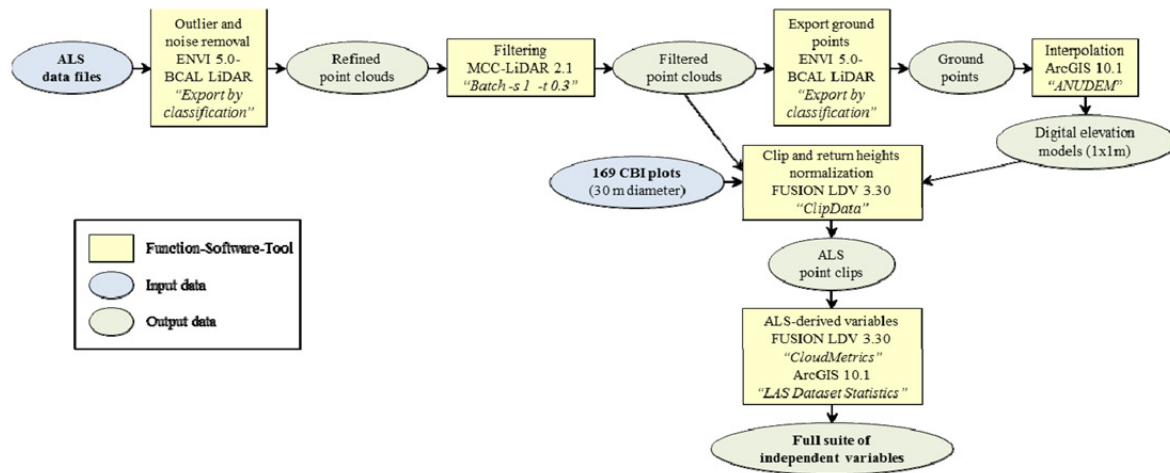 ALS
data files
Outlier and
noise removal
ENVI 5.0-
BCAL LiDAR
“Export by
classification”
Refined
point clouds
Filtering
MCC-LiDAR 2.1
“Batch -s 1 -t 0.3”
Filtered
point clouds
Export ground
points
ENVI 5.0-
BCAL LiDAR
“Export by
classification”
Ground
points
Interpolation
ArcGIS 10.1
“ANUDEM”
Digital elevation
models (1x1m)
169 CBI plots
(30 m diameter)
Clip and return heights
normalization
FUSION LDV 3.30
“ClipData”
ALS
point clips
ALS-derived variables
FUSION LDV 3.30
“CloudMetrics”
ArcGIS 10.1
“LAS Dataset Statistics”
Full suite of
independent variables
Function-Software-Tool
Input data
Output data